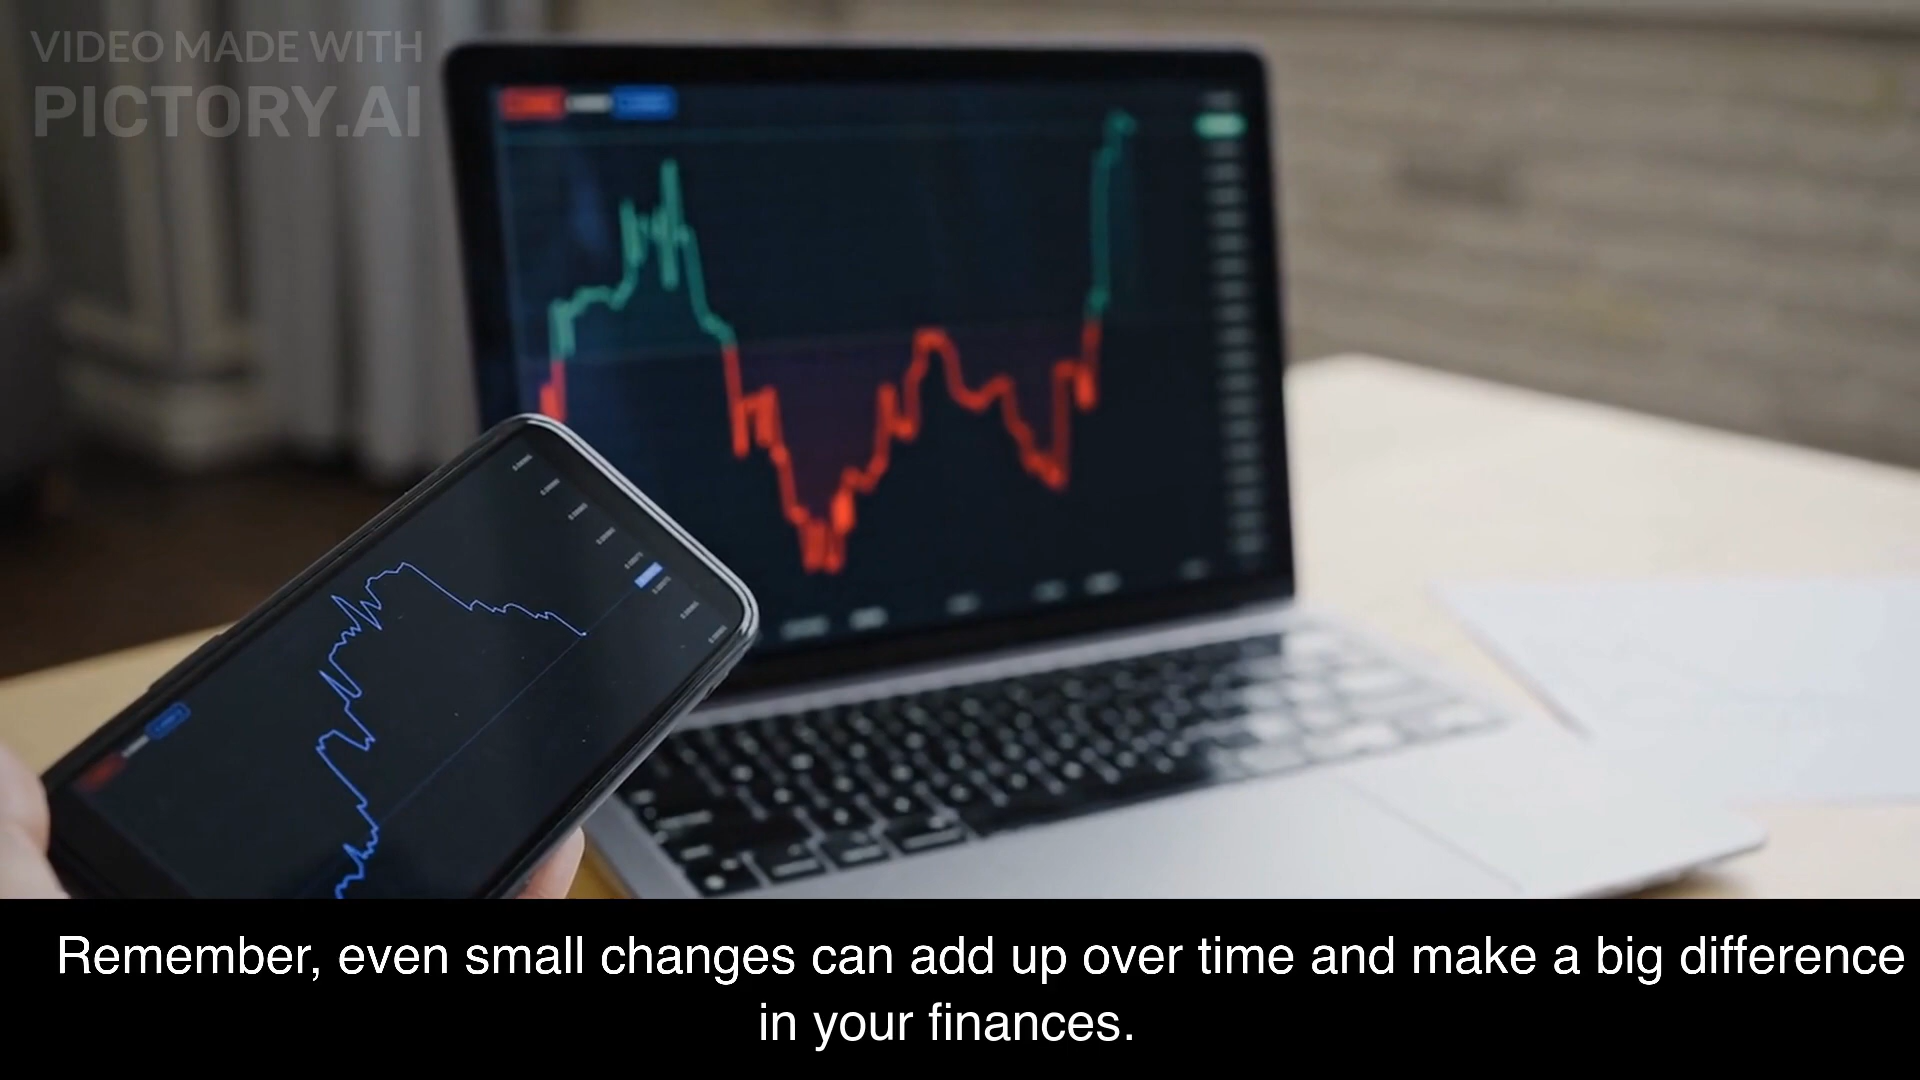 VIDEO MADE WITH
PICTORY.AI
Remember, even small changes can add up over time and make a big difference
in your finances.